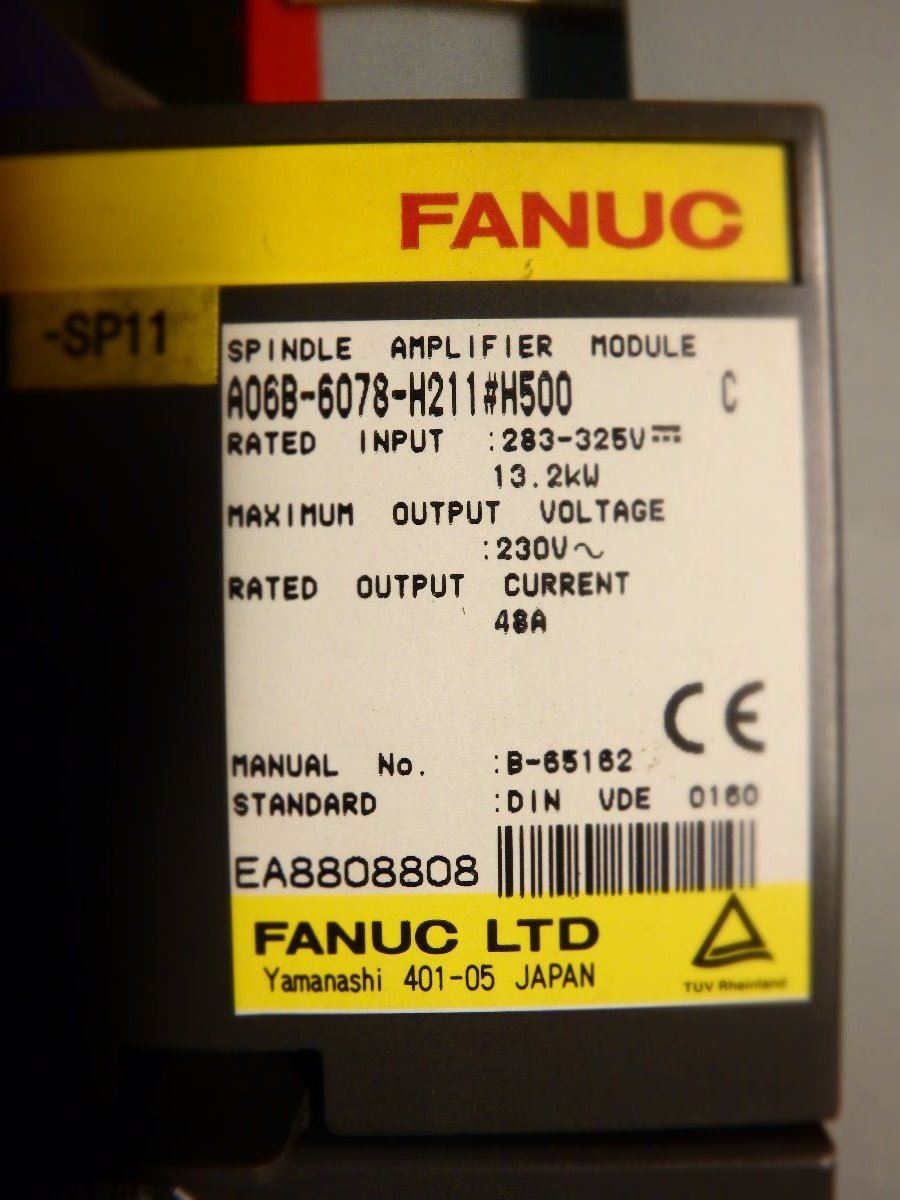 FANUC
-SP11
SPINDLE AMPLIFIER MODULE
A06B-6078-H211#H500 C
RATED INPUT :283-325V⎓
13.2kW
MAXIMUM OUTPUT VOLTAGE
:230V~
RATED OUTPUT CURRENT
48A
CE
MANUAL No. :B-65162
STANDARD :DIN VDE 0160
EA8808808
FANUC LTD
Yamanashi 401-05 JAPAN
TUV Rheinland